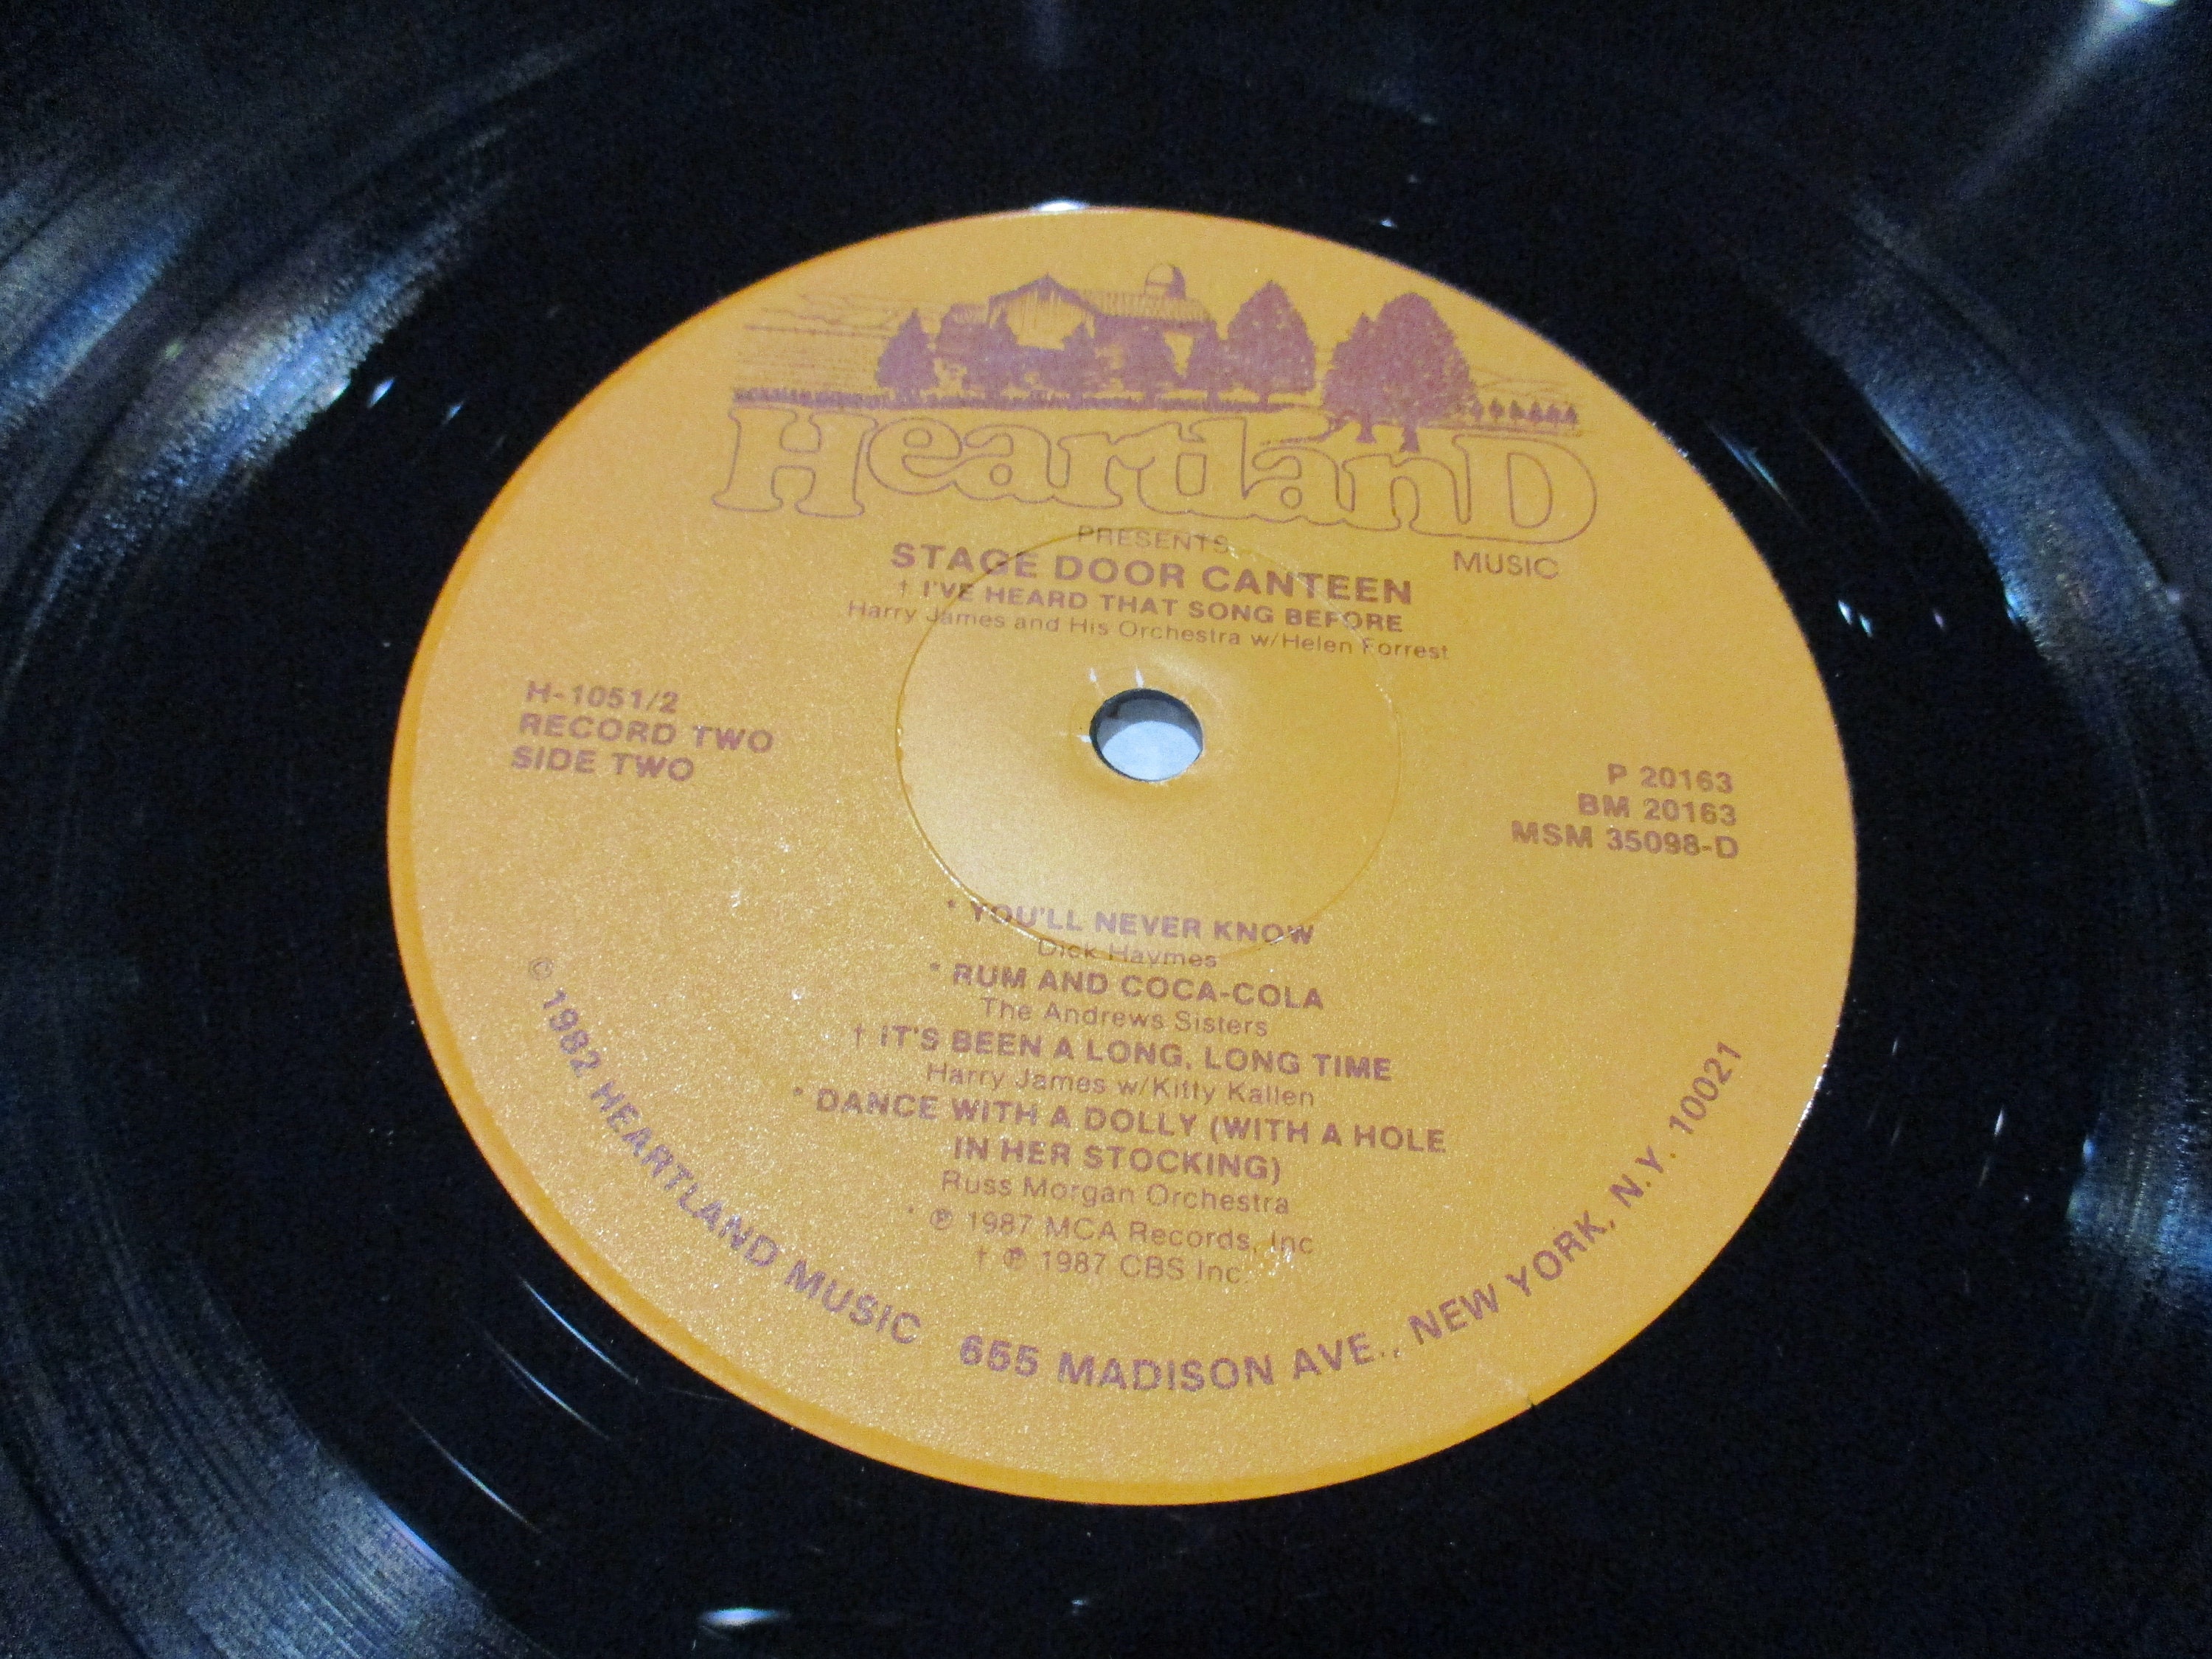 HeartlanD
MUSIC
PRESENTS
STAGE DOOR CANTEEN
† I'VE HEARD THAT SONG BEFORE
Harry James and His Orchestra w/Helen Forrest
H-1051/2
RECORD TWO
SIDE TWO
P 20163
BM 20163
MSM 35098-D
* YOU'LL NEVER KNOW
Dick Haymes
* RUM AND COCA-COLA
The Andrews Sisters
† IT'S BEEN A LONG, LONG TIME
Harry James w/Kitty Kallen
* DANCE WITH A DOLLY (WITH A HOLE
IN HER STOCKING)
Russ Morgan Orchestra
* ℗ 1987 MCA Records, Inc
† ℗ 1987 CBS Inc.
© 1982 HEARTLAND MUSIC 655 MADISON AVE., NEW YORK, N.Y. 10021